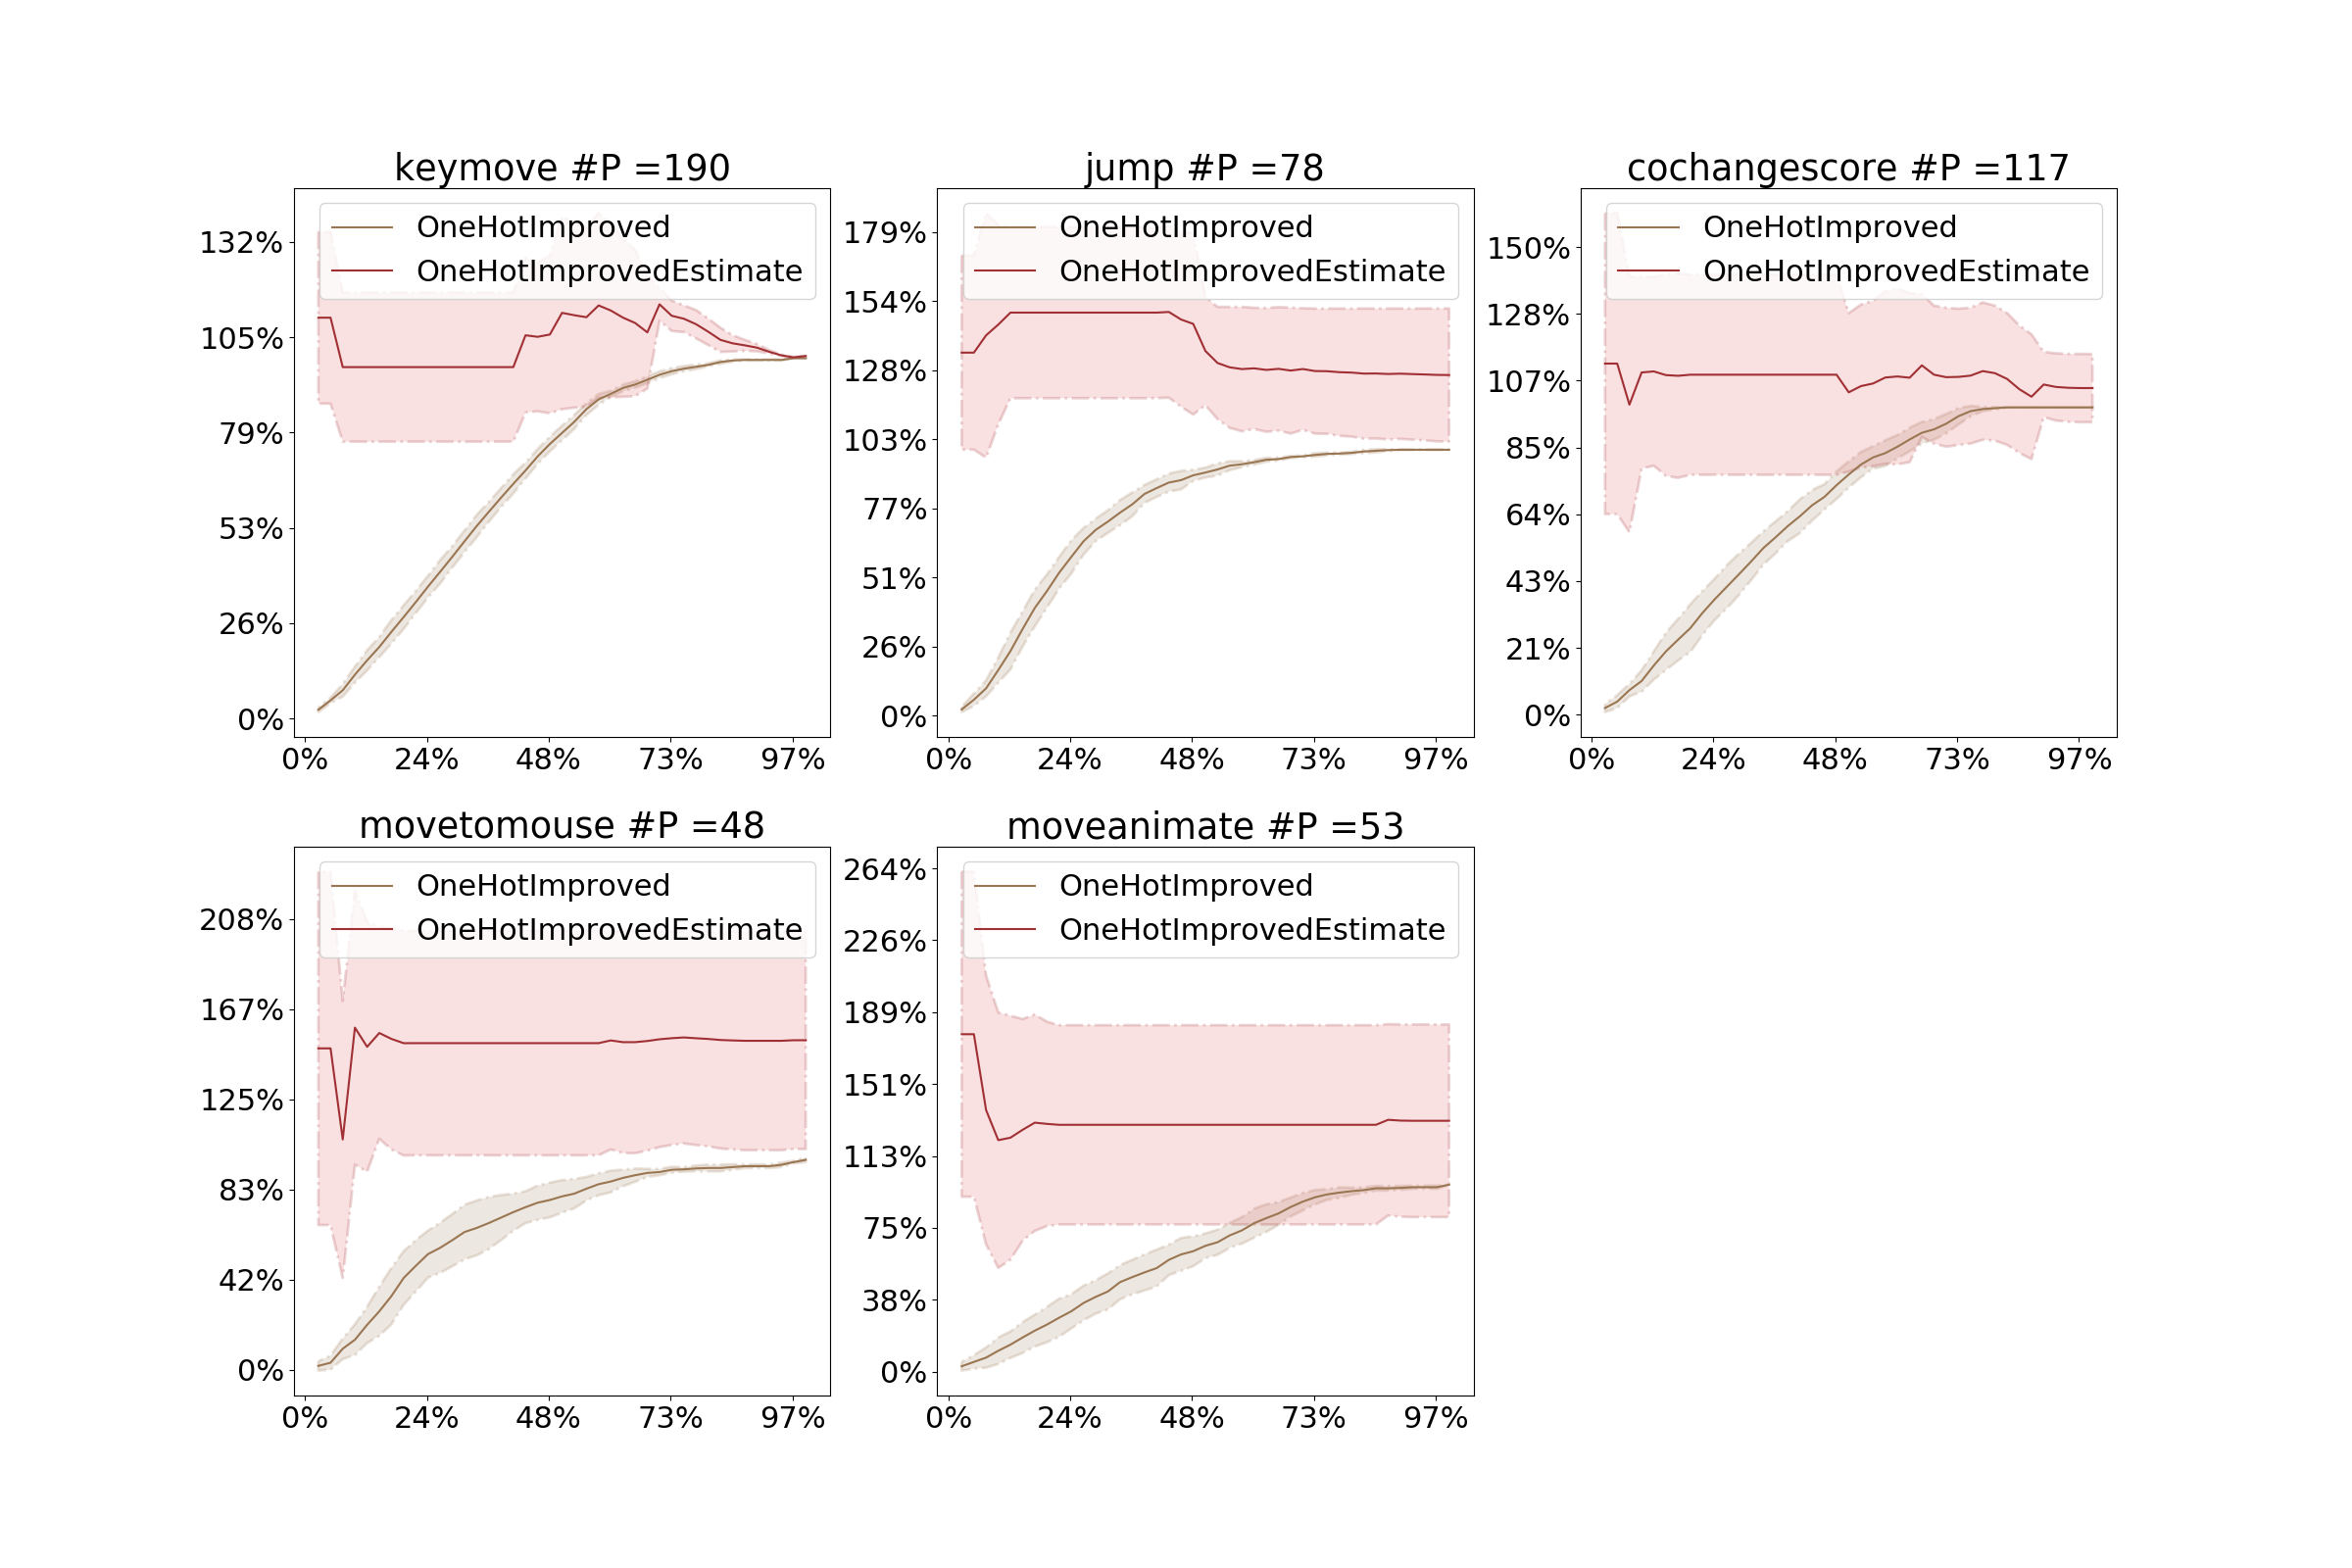 keymove #P =190
OneHotImproved
OneHotImprovedEstimate
132%
105%
79%
53%
26%
0%
0% 24% 48% 73% 97%
jump #P =78
OneHotImproved
OneHotImprovedEstimate
179%
154%
128%
103%
77%
51%
26%
0%
0% 24% 48% 73% 97%
cochangescore #P =117
OneHotImproved
OneHotImprovedEstimate
150%
128%
107%
85%
64%
43%
21%
0%
0% 24% 48% 73% 97%
movetomouse #P =48
OneHotImproved
OneHotImprovedEstimate
208%
167%
125%
83%
42%
0%
0% 24% 48% 73% 97%
moveanimate #P =53
OneHotImproved
OneHotImprovedEstimate
264%
226%
189%
151%
113%
75%
38%
0%
0% 24% 48% 73% 97%